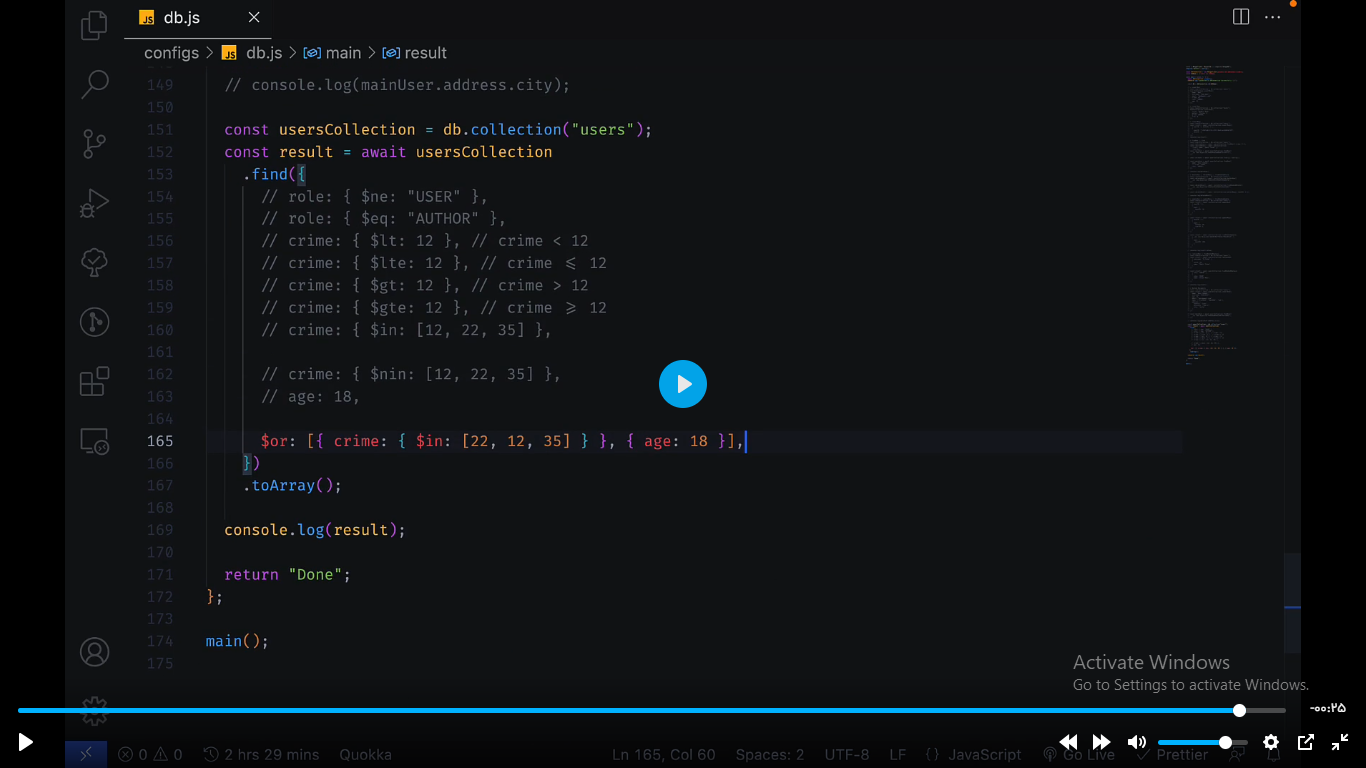 JS db.js
configs > JS db.js > main > result
149 // console.log(mainUser.address.city);
150
151 const usersCollection = db.collection("users");
152 const result = await usersCollection
153 .find({
154 // role: { $ne: "USER" },
155 // role: { $eq: "AUTHOR" },
156 // crime: { $lt: 12 }, // crime < 12
157 // crime: { $lte: 12 }, // crime ⩽ 12
158 // crime: { $gt: 12 }, // crime > 12
159 // crime: { $gte: 12 }, // crime ⩾ 12
160 // crime: { $in: [12, 22, 35] },
161
162 // crime: { $nin: [12, 22, 35] },
163 // age: 18,
164
165 $or: [{ crime: { $in: [22, 12, 35] } }, { age: 18 }],
166 })
167 .toArray();
168
169 console.log(result);
170
171 return "Done";
172 };
173
174 main();
175
Activate Windows
Go to Settings to activate Windows.
-۰۰:۲۵
0 0 2 hrs 29 mins Quokka Ln 165, Col 60 Spaces: 2 UTF-8 LF {} JavaScript Go Live Prettier